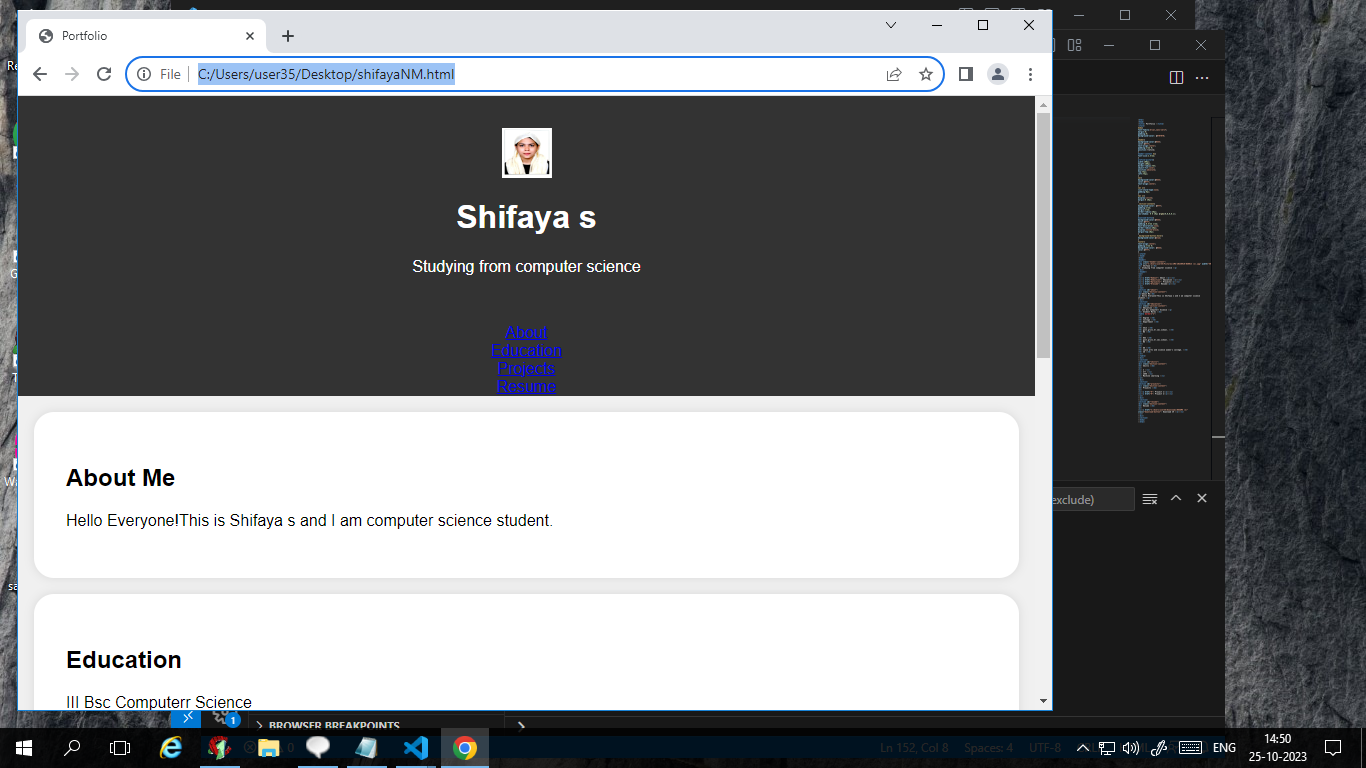 Portfolio
File
C:/Users/user35/Desktop/shifayaNM.html
Shifaya s
Studying from computer science
About
Education
Projects
Resume
About Me
Hello Everyone!This is Shifaya s and I am computer science student.
Education
III Bsc Computerr Science
exclude)
1
BROWSER BREAKPOINTS
0
Ln 152, Col 8
Spaces: 4
UTF-8
ENG
14:50
25-10-2023